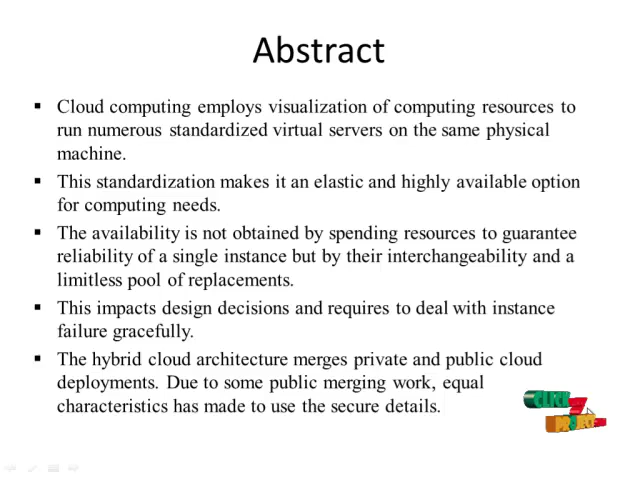 Abstract
Cloud computing employs visualization of computing resources to
run numerous standardized virtual servers on the same physical
machine.
This standardization makes it an elastic and highly available option
for computing needs.
The availability is not obtained by spending resources to guarantee
reliability of a single instance but by their interchangeability and a
limitless pool of replacements.
This impacts design decisions and requires to deal with instance
failure gracefully.
The hybrid cloud architecture merges private and public cloud
deployments. Due to some public merging work, equal
characteristics has made to use the secure details.
CLICK